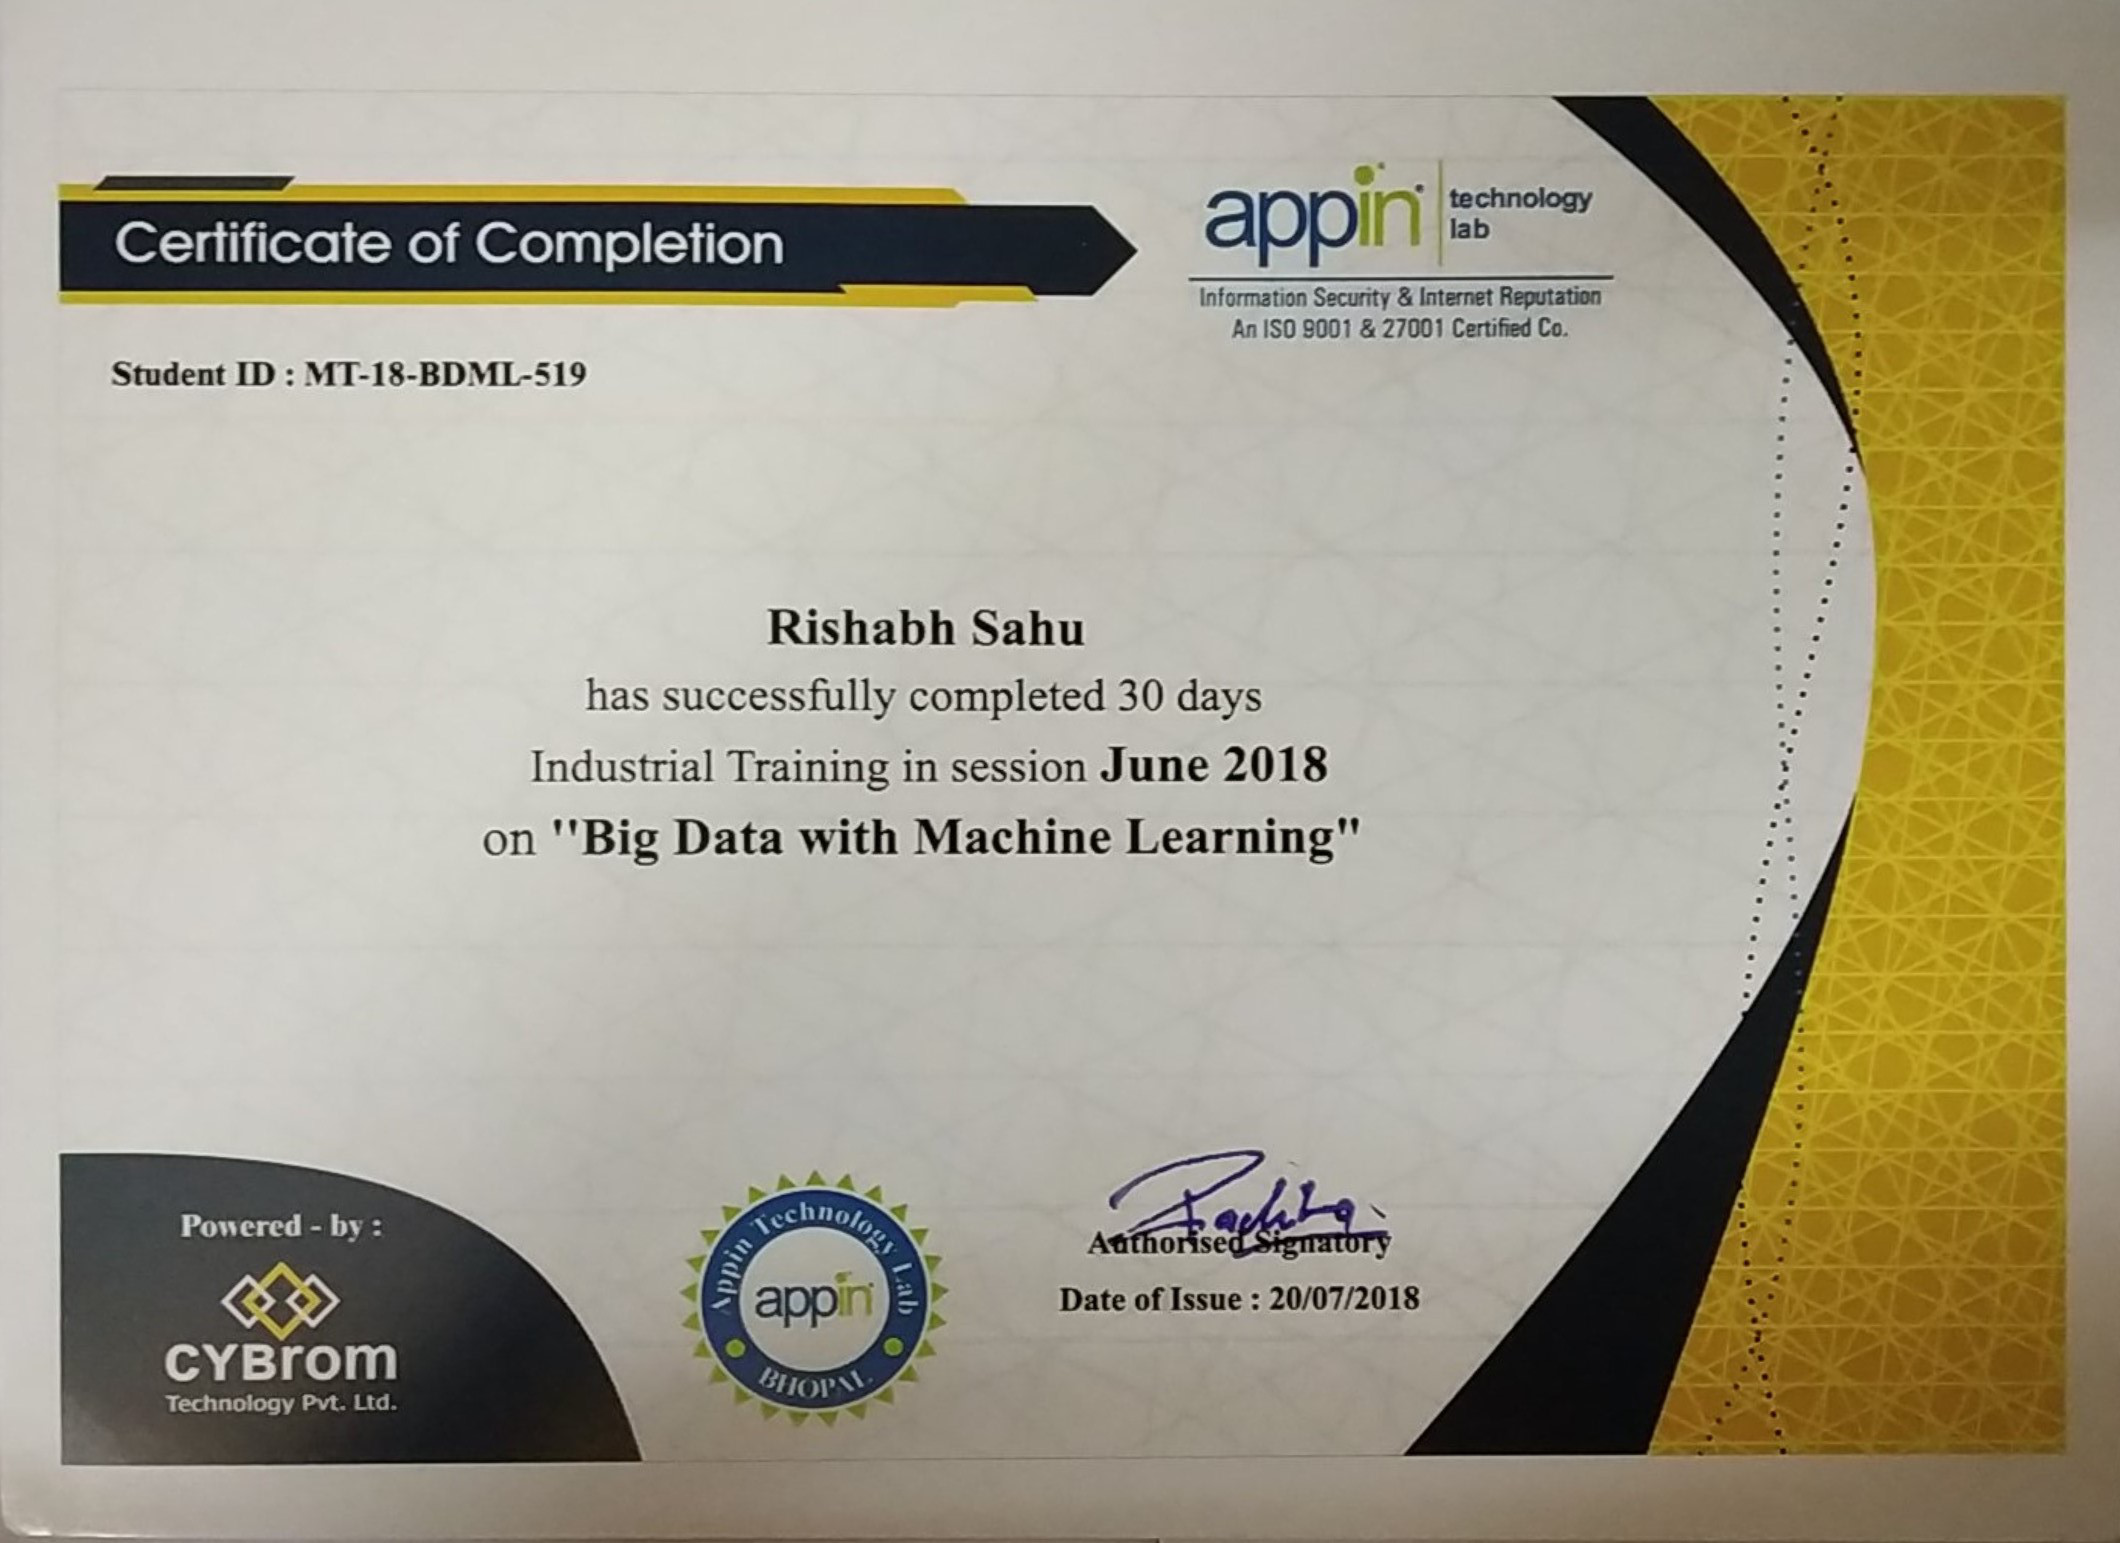 Certificate of Completion
appin technology lab
Information Security & Internet Reputation
An ISO 9001 & 27001 Certified Co.
Student ID : MT-18-BDML-519
Rishabh Sahu
has successfully completed 30 days
Industrial Training in session June 2018
on ''Big Data with Machine Learning"
Powered - by :
CYBrom
Technology Pvt. Ltd.
Appin Technology Lab
appin
BHOPAL
Authorised Signatory
Date of Issue : 20/07/2018